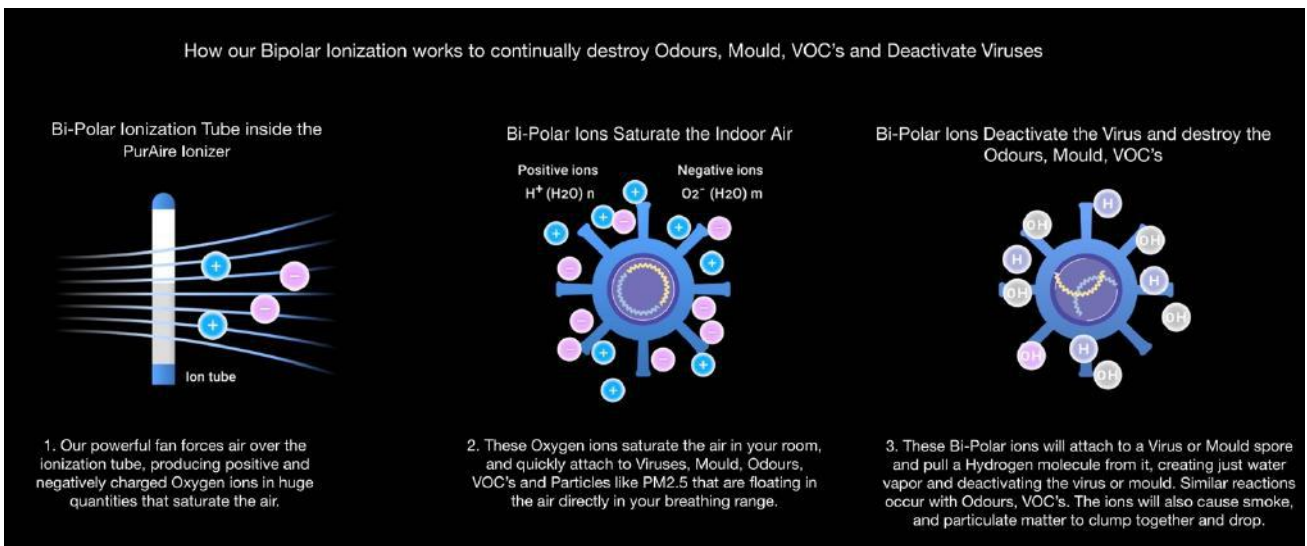 How our Bipolar Ionization works to continually destroy Odours, Mould, VOC's and Deactivate Viruses
Bi-Polar Ionization Tube inside the
PurAire Ionizer
+
-
-
+
Ion tube
1. Our powerful fan forces air over the
ionization tube, producing positive and
negatively charged Oxygen ions in huge
quantities that saturate the air.
Bi-Polar Ions Saturate the Indoor Air
Positive ions
H⁺ (H2O) n
Negative ions
O2⁻ (H2O) m
2. These Oxygen ions saturate the air in your room,
and quickly attach to Viruses, Mould, Odours,
VOC's and Particles like PM2.5 that are floating in
the air directly in your breathing range.
Bi-Polar Ions Deactivate the Virus and destroy the
Odours, Mould, VOC's
H
OH
OH
H
H
OH
OH
OH
H
OH
3. These Bi-Polar ions will attach to a Virus or Mould spore
and pull a Hydrogen molecule from it, creating just water
vapor and deactivating the virus or mould. Similar reactions
occur with Odours, VOC's. The ions will also cause smoke,
and particulate matter to clump together and drop.